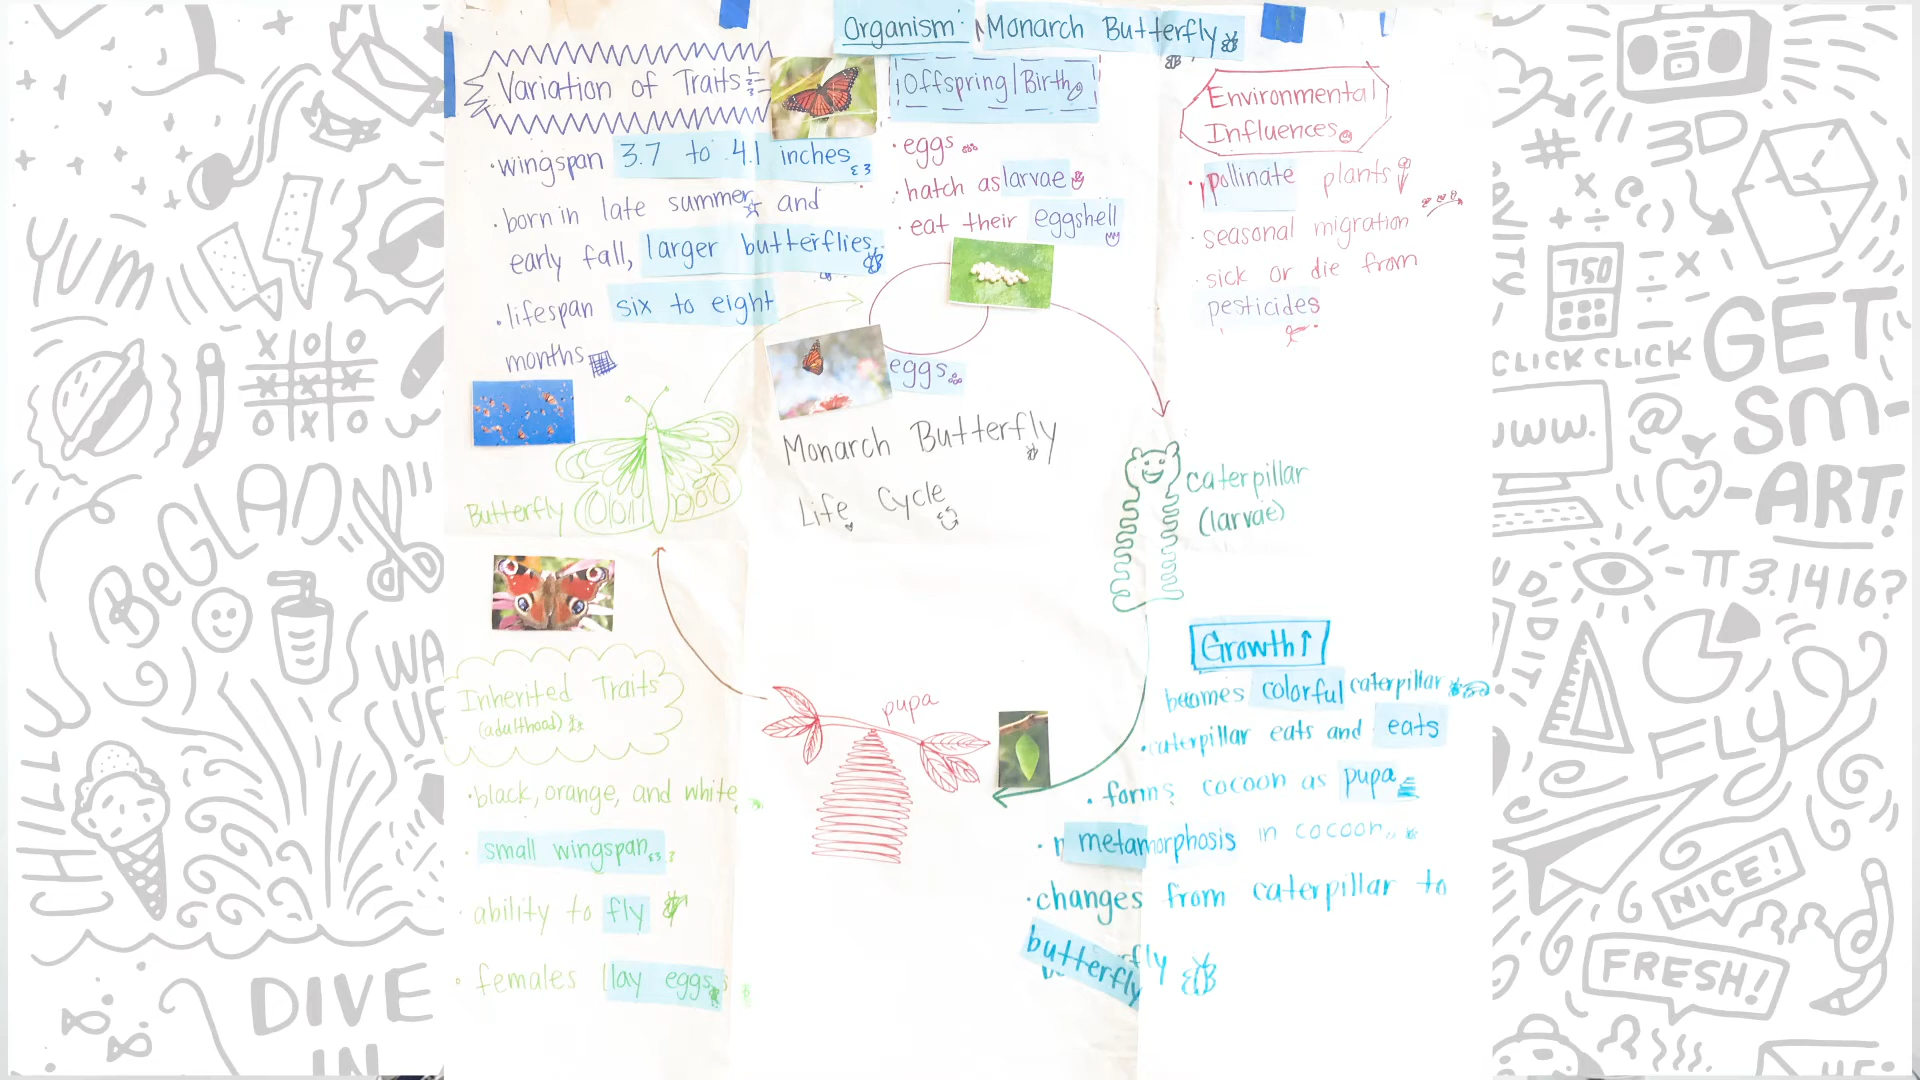 Organism: Monarch Butterfly
Variation of Traits
wingspan 3.7 to 4.1 inches
born in late summer and
early fall, larger butterflies
lifespan six to eight
months
Offspring/Birth
eggs
hatch as larvae
eat their eggshell
Environmental
Influences
pollinate plants
seasonal migration
sick or die from
pesticides
eggs
Monarch Butterfly
Life Cycle
caterpillar
(larvae)
Butterfly
pupa
Growth↑
becomes colorful caterpillar
caterpillar eats and eats
forms cocoon as pupa
metamorphosis in cocoon
changes from caterpillar to
butterfly
Inherited Traits
(adulthood)
black, orange, and white
small wingspan
ability to fly
females lay eggs
YUM
BeGLAD
CHILL
DIVE
IN
3D
#
750
GET
SM-
-ART!
CLICK CLICK
WWW.
@
π 3.1416?
FLY
NICE!
FRESH!